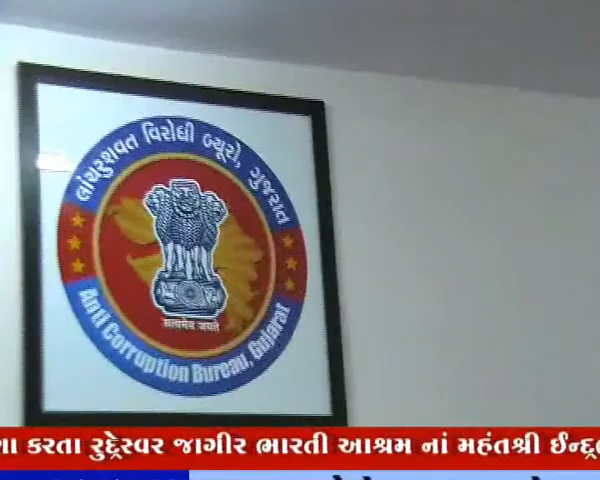 લાંચરુશવત વિરોધી બ્યૂરો, ગુજરાત
सत्यमेव जयते
Anti Corruption Bureau, Gujarat
કરતા રુદ્રેસ્વર જાગીર ભારતી આશ્રમ નાં મહંતશ્રી